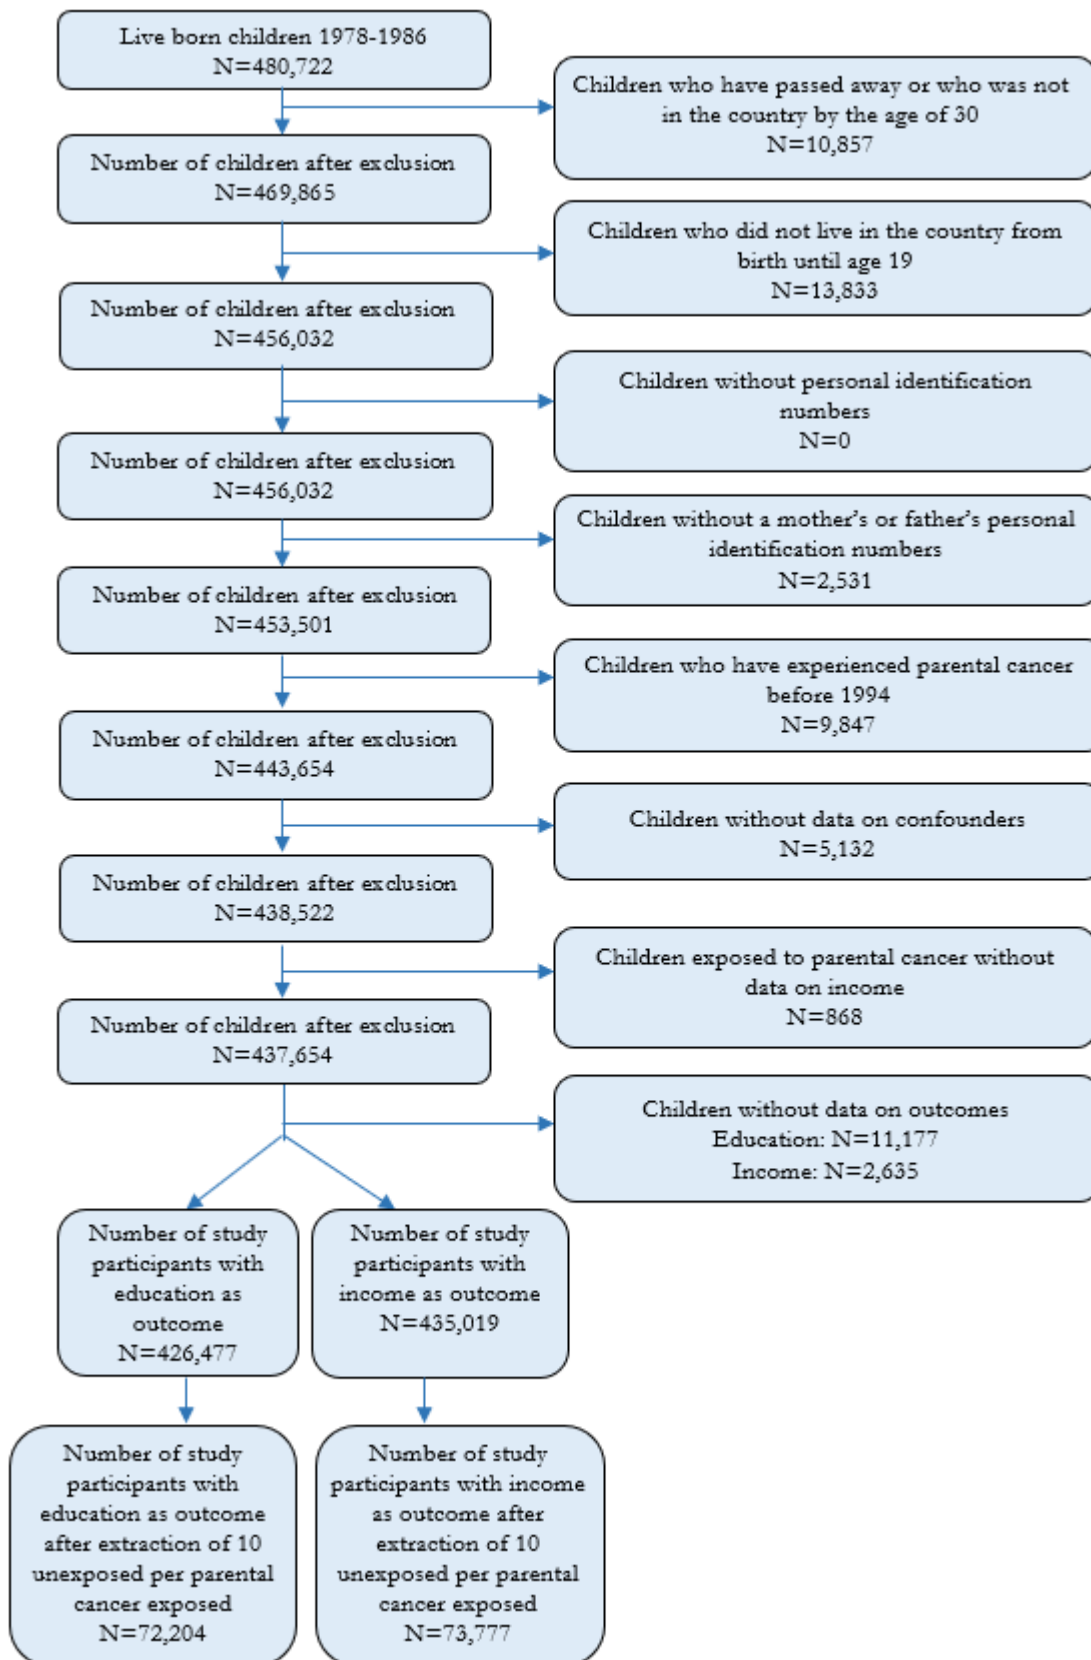 Live born children 1978-1986
N=480,722
Children who have passed away or who was not
in the country by the age of 30
N=10,857
Number of children after exclusion
N=469,865
Children who did not live in the country from
birth until age 19
N=13,833
Number of children after exclusion
N=456,032
Children without personal identification
numbers
N=0
Number of children after exclusion
N=456,032
Children without a mother's or father's personal
identification numbers
N=2,531
Number of children after exclusion
N=453,501
Children who have experienced parental cancer
before 1994
N=9,847
Number of children after exclusion
N=443,654
Children without data on confounders
N=5,132
Number of children after exclusion
N=438,522
Children exposed to parental cancer without
data on income
N=868
Number of children after exclusion
N=437,654
Children without data on outcomes
Education: N=11,177
Income: N=2,635
Number of study
participants with
education as
outcome
N=426,477
Number of study
participants with
income as outcome
N=435,019
Number of study
participants with
education as outcome
after extraction of 10
unexposed per parental
cancer exposed
N=72,204
Number of study
participants with income
as outcome after
extraction of 10
unexposed per parental
cancer exposed
N=73,777